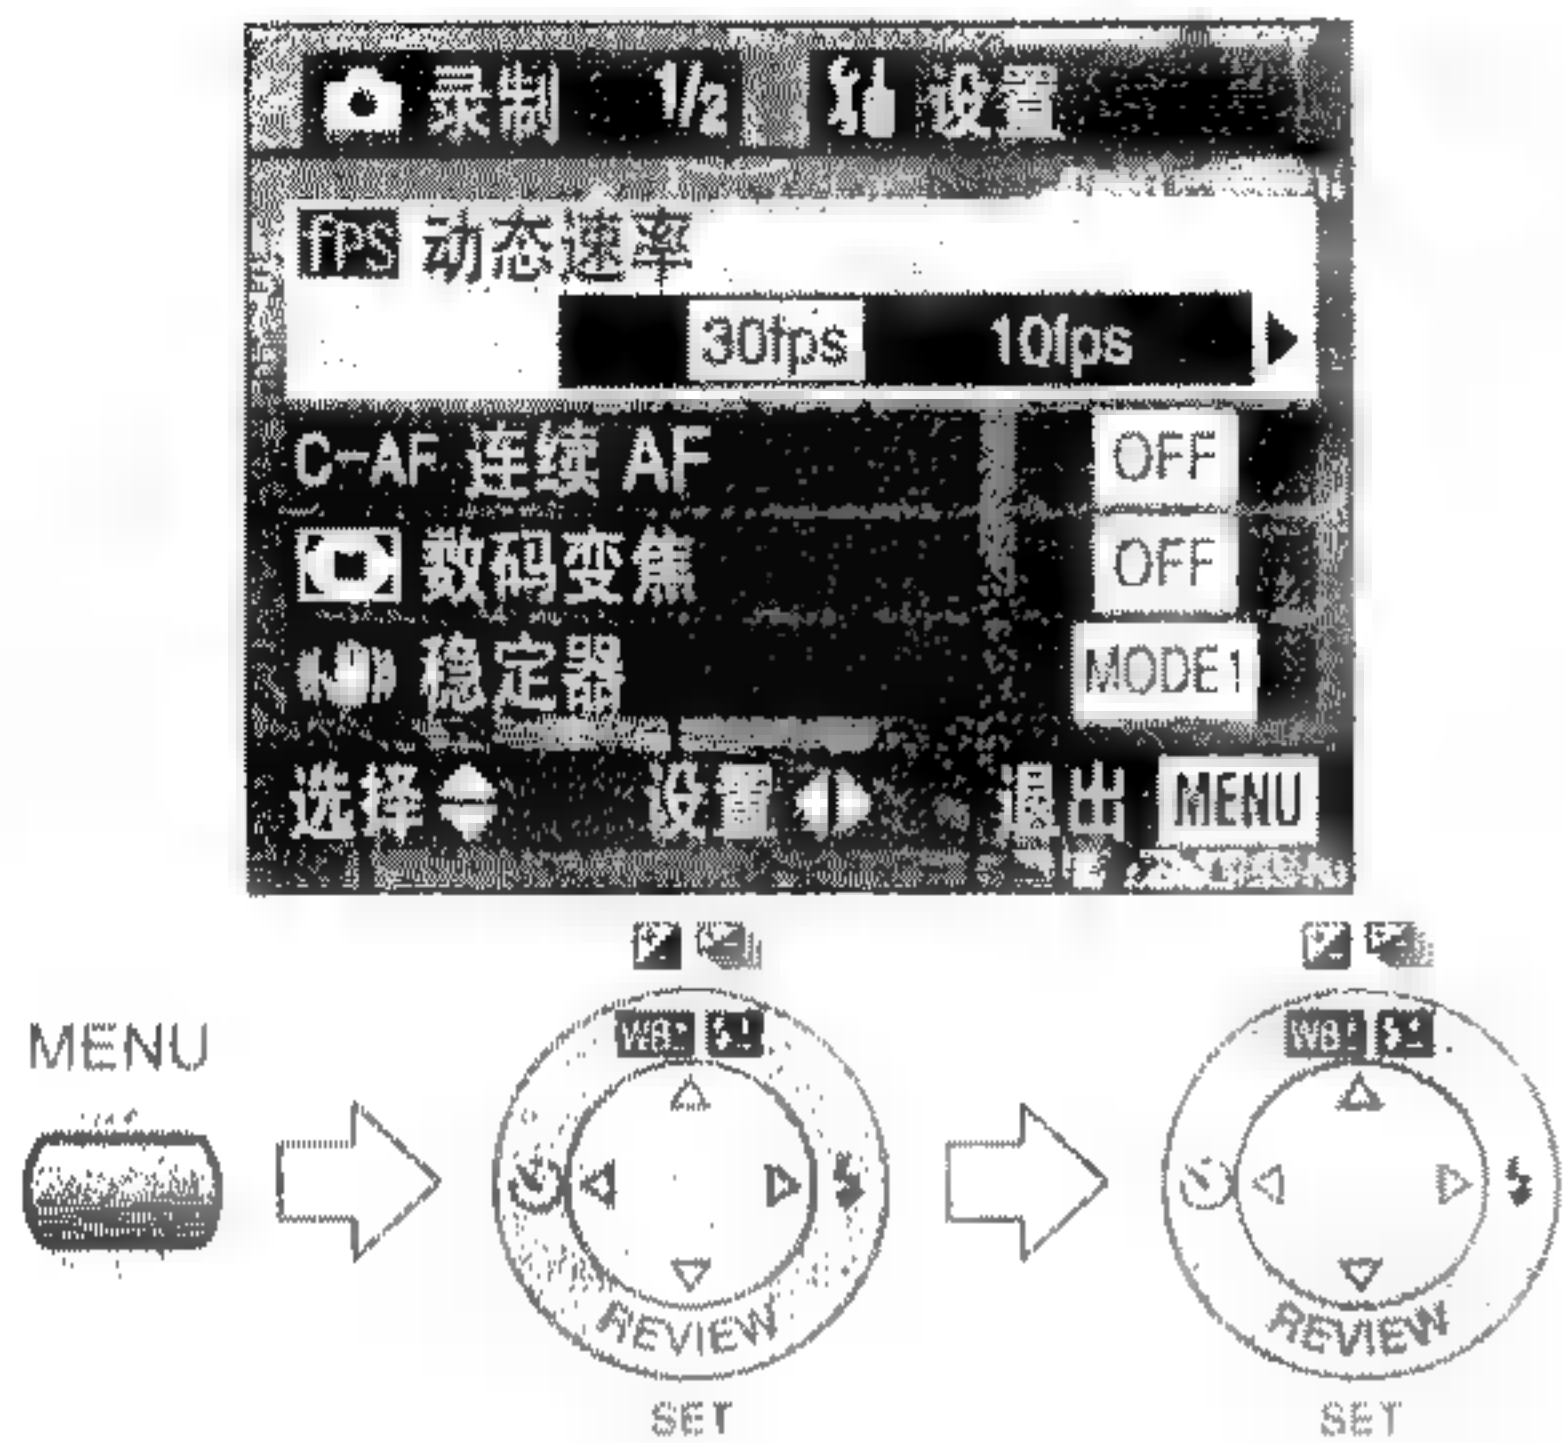 录制 1/2 设置
fPS 动态速率
30fps 10fps
C-AF 连续 AF OFF
数码变焦 OFF
稳定器 MODE1
选择 设置 退出 MENU
MENU
WB
REVIEW
SET
WB
REVIEW
SET